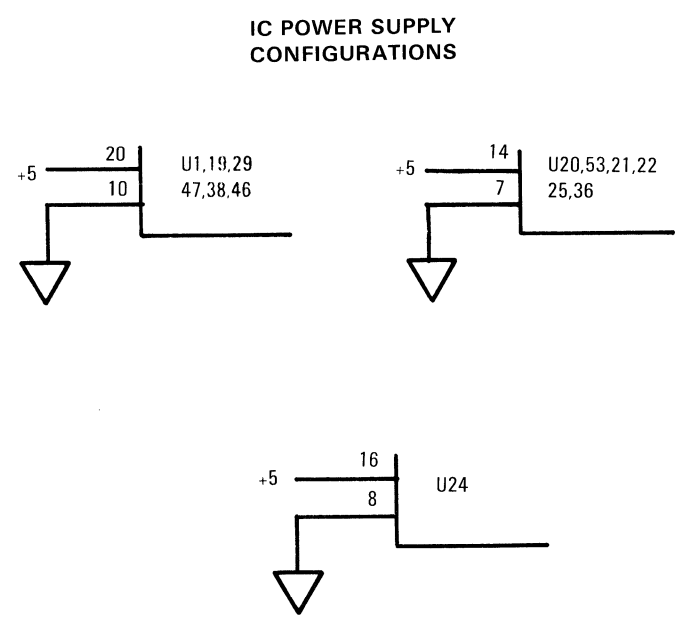 IC POWER SUPPLY
CONFIGURATIONS
20
+5
U1,19,29
10
47,38,46
14
+5
U20,53,21,22
7
25,36
16
+5
U24
8